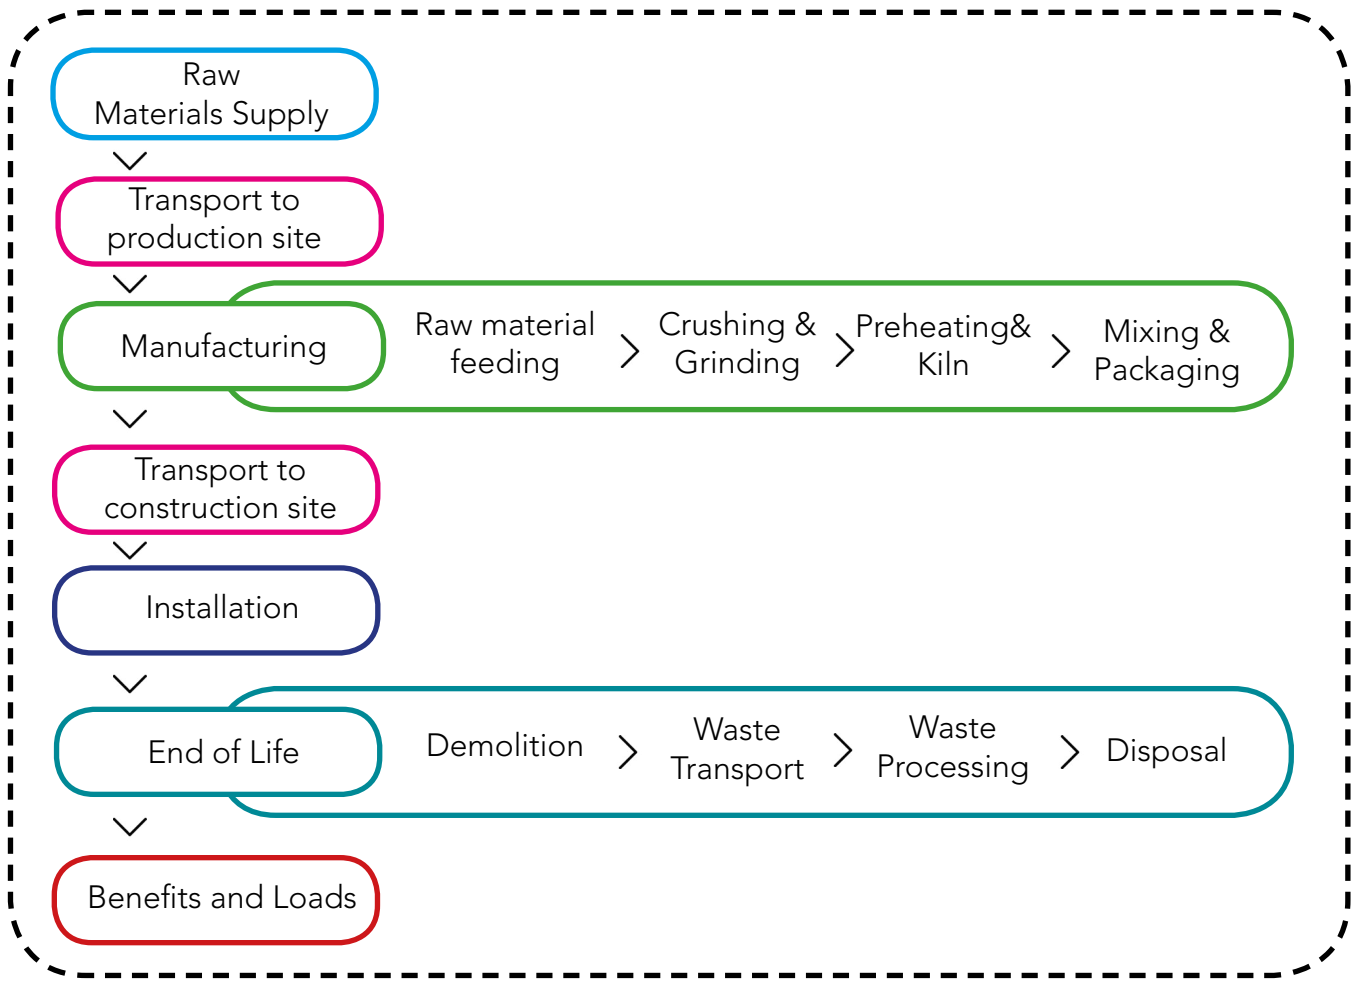 Raw
Materials Supply
Transport to
production site
Manufacturing
Raw material
feeding
Crushing &
Grinding
Preheating&
Kiln
Mixing &
Packaging
Transport to
construction site
Installation
End of Life
Demolition
Waste
Transport
Waste
Processing
Disposal
Benefits and Loads